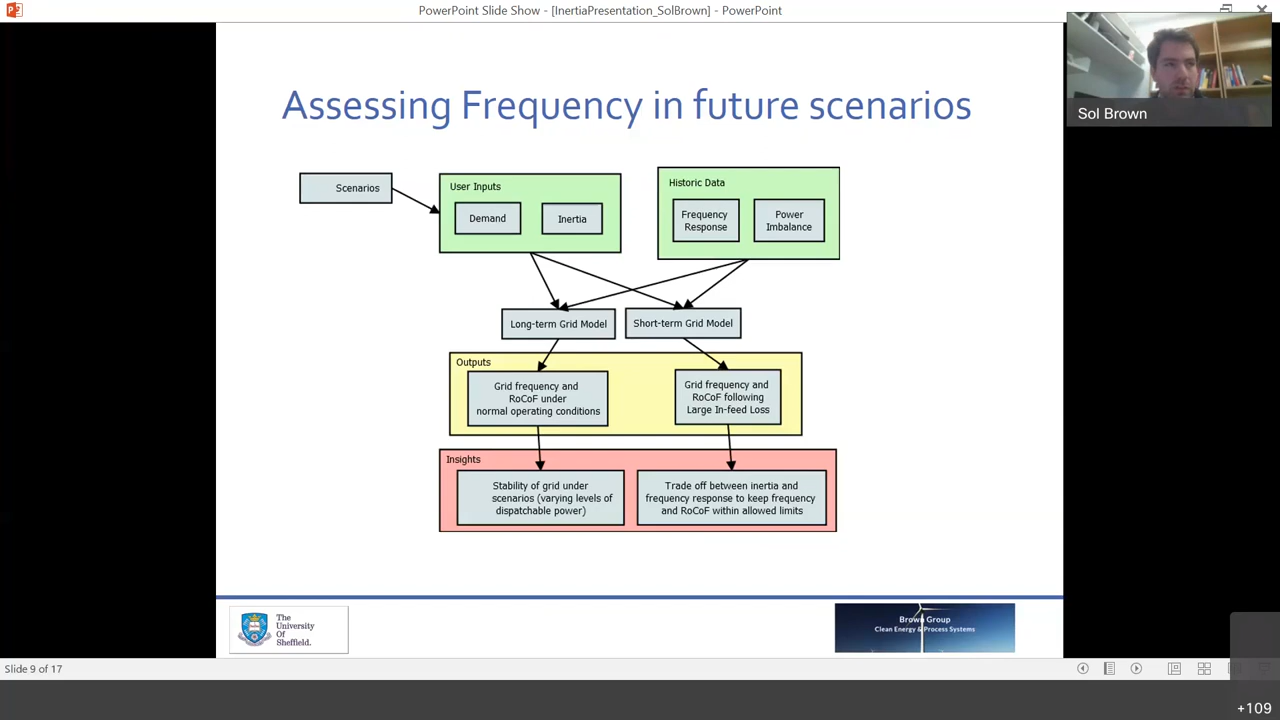 PowerPoint Slide Show - [InertiaPresentation_SolBrown] - PowerPoint
Sol Brown
Assessing Frequency in future scenarios
Scenarios
User Inputs
Demand
Inertia
Historic Data
Frequency
Response
Power
Imbalance
Long-term Grid Model
Short-term Grid Model
Outputs
Grid frequency and
RoCoF under
normal operating conditions
Grid frequency and
RoCoF following
Large In-feed Loss
Insights
Stability of grid under
scenarios (varying levels of
dispatchable power)
Trade off between inertia and
frequency response to keep frequency
and RoCoF within allowed limits
The
University
Of
Sheffield.
Brown Group
Clean Energy & Process Systems
Slide 9 of 17
+109